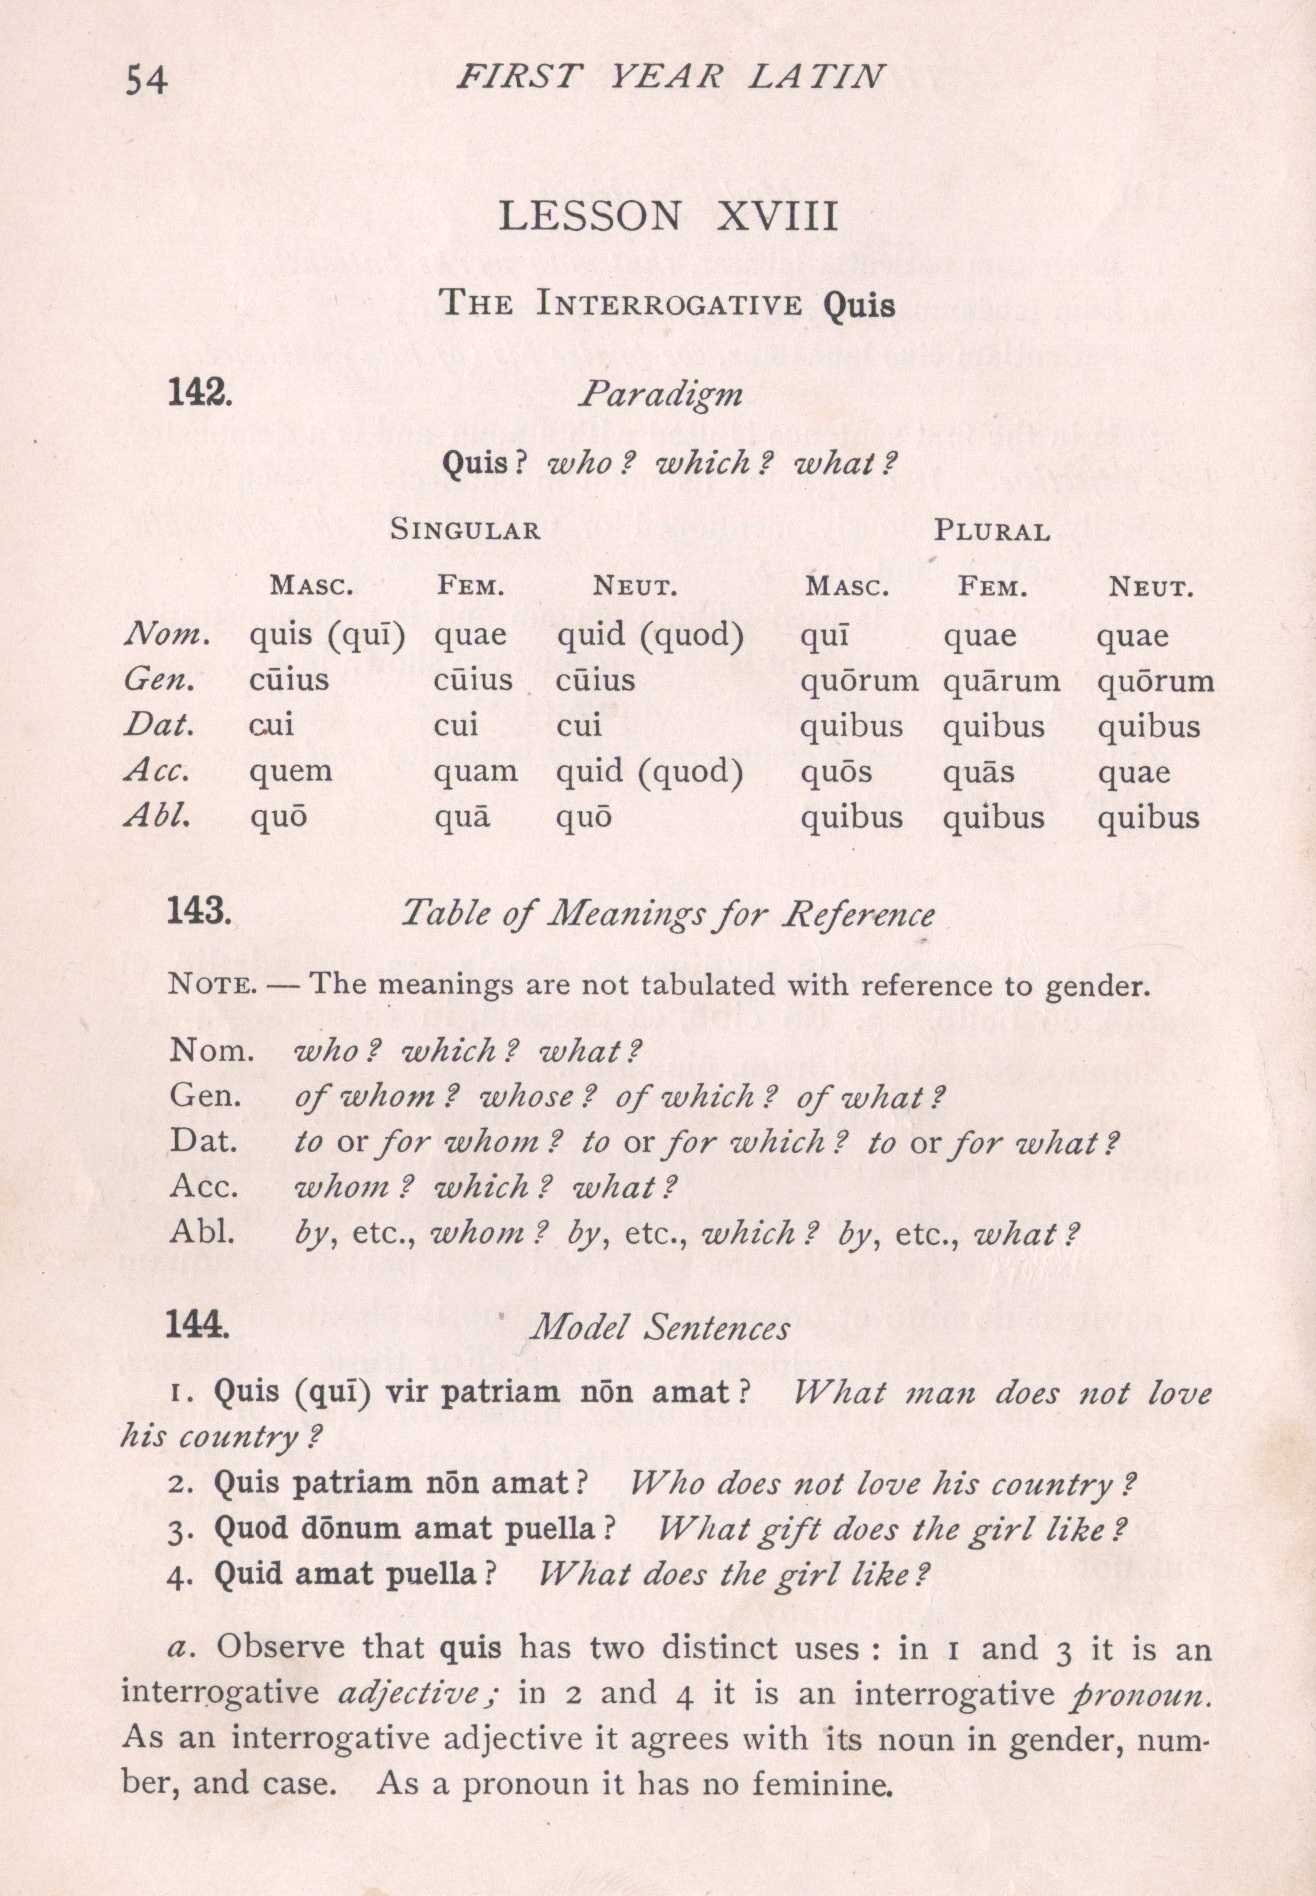 54 FIRST YEAR LATIN
LESSON XVIII
THE INTERROGATIVE Quis
142. Paradigm
Quis? who? which? what?
SINGULAR PLURAL
MASC. FEM. NEUT. MASC. FEM. NEUT.
Nom. quis (quī) quae quid (quod) quī quae quae
Gen. cūius cūius cūius quōrum quārum quōrum
Dat. cui cui cui quibus quibus quibus
Acc. quem quam quid (quod) quōs quās quae
Abl. quō quā quō quibus quibus quibus
143. Table of Meanings for Reference
NOTE. — The meanings are not tabulated with reference to gender.
Nom. who? which? what?
Gen. of whom? whose? of which? of what?
Dat. to or for whom? to or for which? to or for what?
Acc. whom? which? what?
Abl. by, etc., whom? by, etc., which? by, etc., what?
144. Model Sentences
1. Quis (quī) vir patriam nōn amat? What man does not love
his country?
2. Quis patriam nōn amat? Who does not love his country?
3. Quod dōnum amat puella? What gift does the girl like?
4. Quid amat puella? What does the girl like?
a. Observe that quis has two distinct uses: in 1 and 3 it is an
interrogative adjective; in 2 and 4 it is an interrogative pronoun.
As an interrogative adjective it agrees with its noun in gender, num-
ber, and case. As a pronoun it has no feminine.